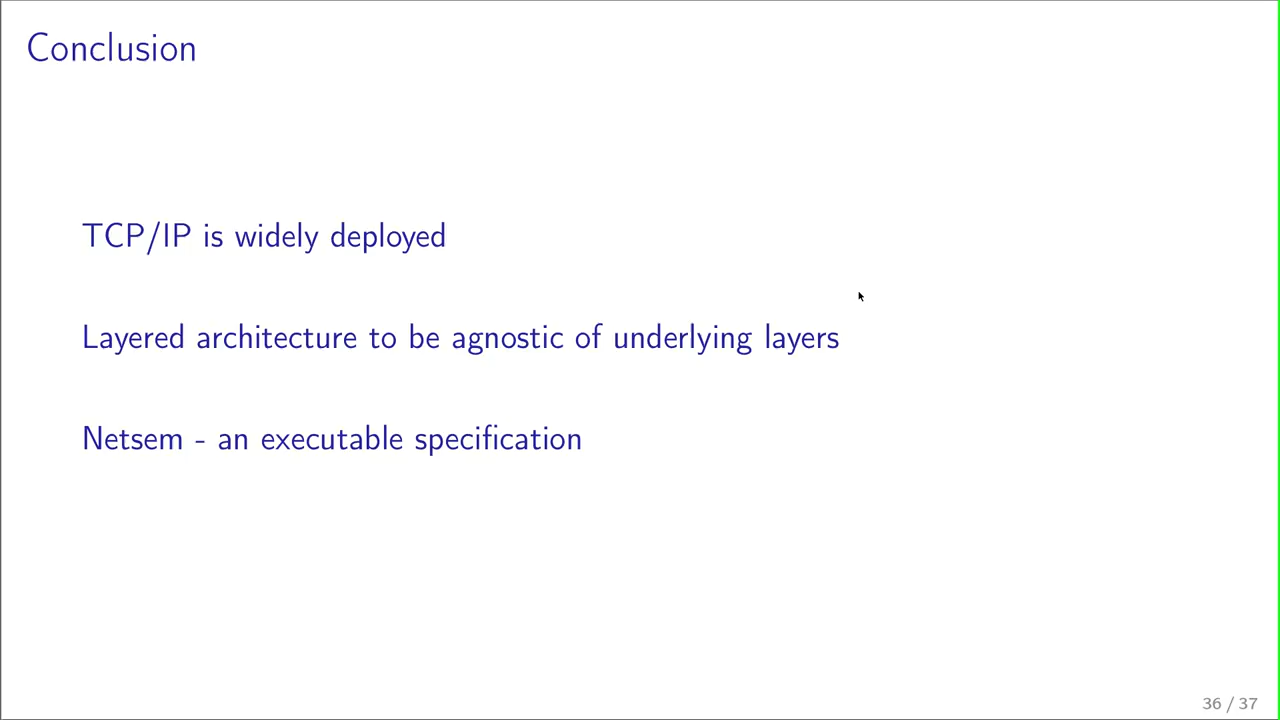 Conclusion
TCP/IP is widely deployed
Layered architecture to be agnostic of underlying layers
Netsem - an executable specification
36 / 37